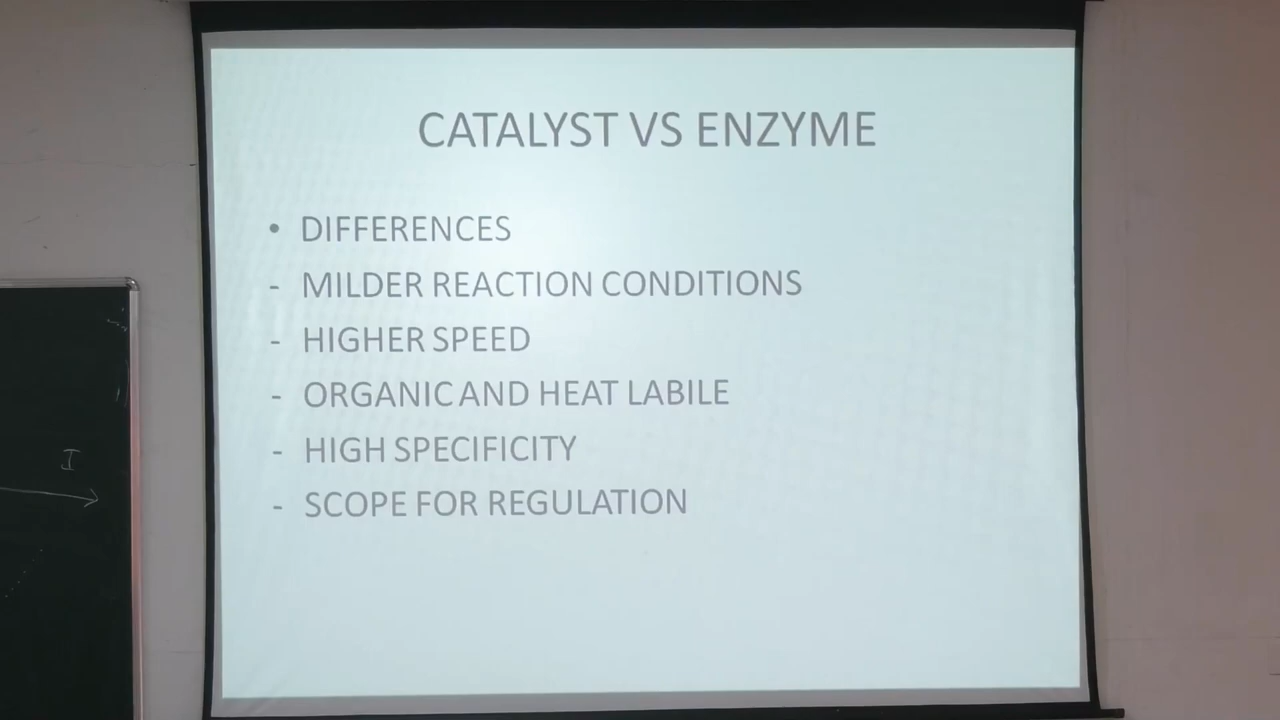 CATALYST VS ENZYME
• DIFFERENCES
- MILDER REACTION CONDITIONS
- HIGHER SPEED
- ORGANIC AND HEAT LABILE
- HIGH SPECIFICITY
- SCOPE FOR REGULATION